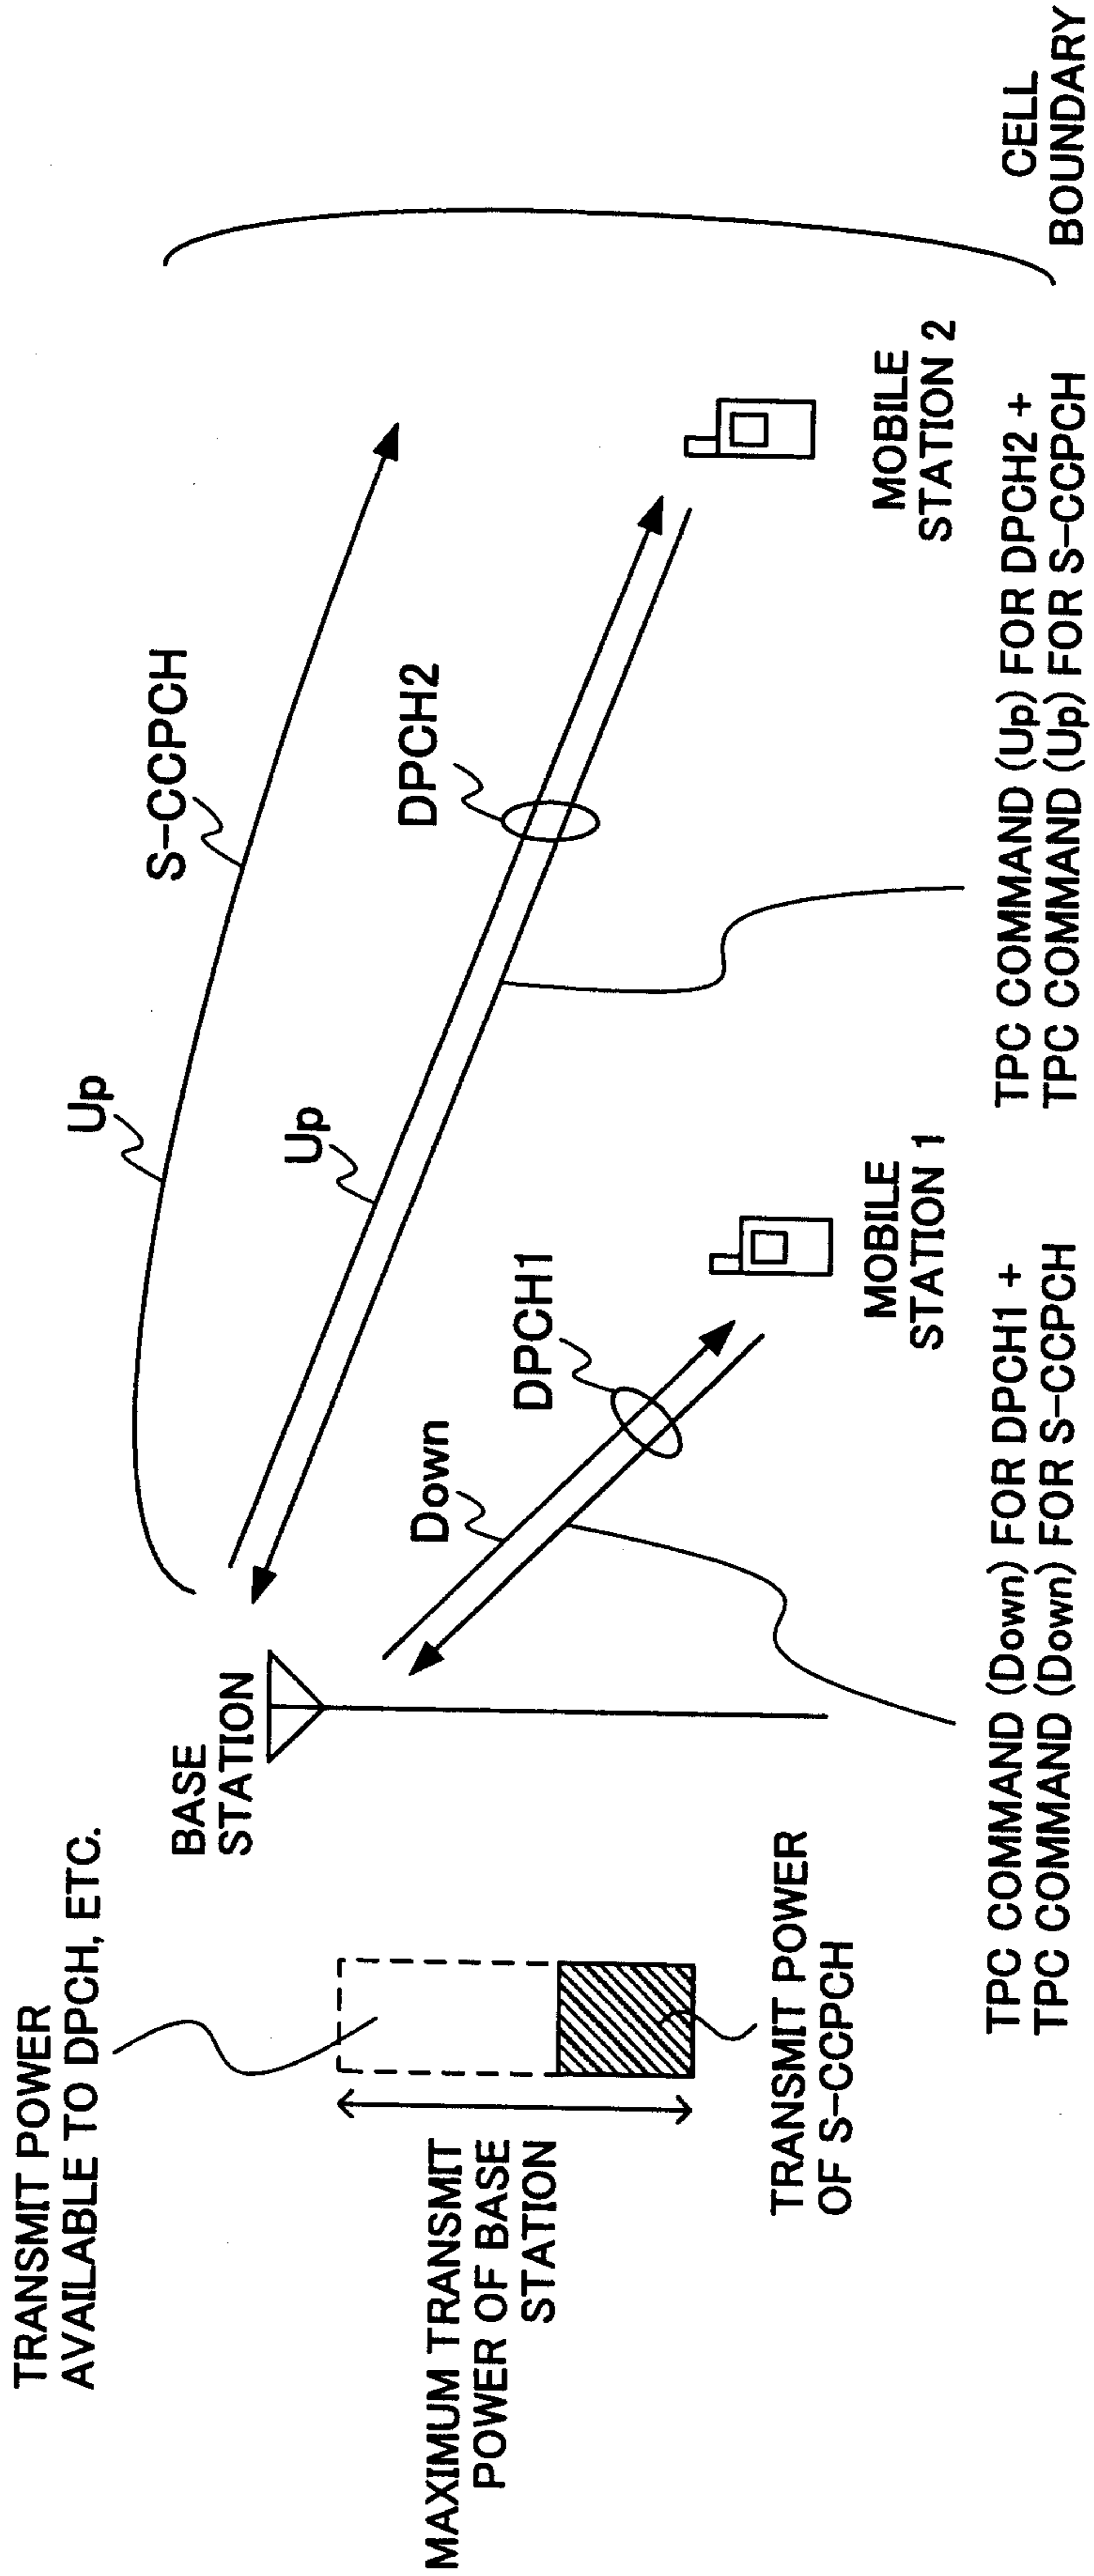 TRANSMIT POWER
AVAILABLE TO DPCH, ETC.
MAXIMUM TRANSMIT
POWER OF BASE
STATION
TRANSMIT POWER
OF S-CCPCH
BASE
STATION
Up
S-CCPCH
Up
DPCH2
Down
DPCH1
MOBILE
STATION 1
MOBILE
STATION 2
TPC COMMAND (Down) FOR DPCH1 +
TPC COMMAND (Down) FOR S-CCPCH
TPC COMMAND (Up) FOR DPCH2 +
TPC COMMAND (Up) FOR S-CCPCH
CELL
BOUNDARY